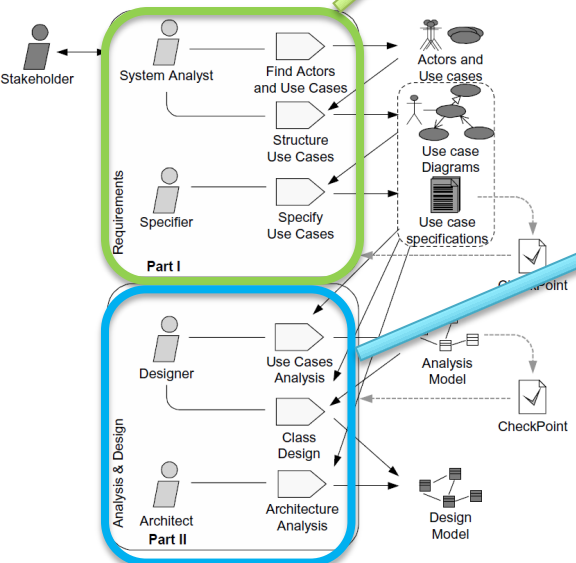 Stakeholder
System Analyst
Find Actors
and Use Cases
Actors and
Use cases
Structure
Use Cases
Use case
Diagrams
Requirements
Specifier
Specify
Use Cases
Use case
specifications
Part I
CheckPoint
Designer
Use Cases
Analysis
Analysis
Model
CheckPoint
Class
Design
Analysis & Design
Architect
Architecture
Analysis
Design
Model
Part II